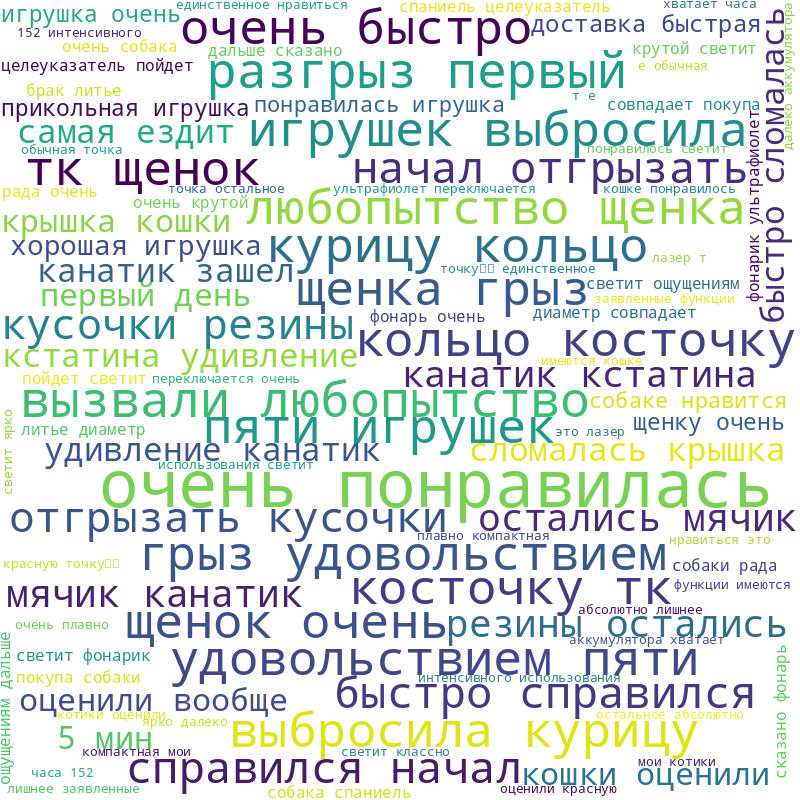 игрушка очень
единственное нравиться
спаниель целеуказатель
хватает часа
152 интенсивного
очень быстро
доставка быстрая
очень собака
дальше сказано
крутой светит
целеуказатель пойдет
разгрыз первый
е обычная
брак литье
прикольная игрушка
понравилась игрушка
т е
совпадает покупа
далеко аккумулятора
быстро сломалась
фонарик ультрафиолет
самая ездит
игрушек выбросила
обычная точка
понравилось светит
тк щенок
начал отгрызать
рада очень
точка остальное
ультрафиолет переключается
кошке понравилось
очень крутой
любопытство щенка
крышка кошки
хорошая игрушка
курицу кольцо
лазер т
канатик зашел
точку единственное
щенка грыз
светит ощущениям
первый день
заявленные функции
кусочки резины
фонарь очень
диаметр совпадает
кольцо косточку
кстатина удивление
имеются кошке
пойдет светит
переключается очень
канатик кстатина
вызвали любопытство
собаке нравится
пяти игрушек
светит ярко
литье диаметр
это лазер
щенку очень
удивление канатик
сломалась крышка
использования светит
очень понравилась
отгрызать кусочки
остались мячик
плавно компактная
нравиться это
грыз удовольствием
красную точку
собаки рада
мячик канатик
косточку тк
функции имеются
абсолютно лишнее
очень плавно
щенок очень
резины остались
аккумулятора хватает
ощущениям дальше
светит фонарик
удовольствием пяти
сказано фонарь
покупа собаки
интенсивного использования
оценили вообще
быстро справился
котики оценили
ярко далеко
остальное абсолютно
5 мин
выбросила курицу
компактная мои
светит классно
мои котики
часа 152
справился начал
кошки оценили
лишнее заявленные
собака спаниель
оценили красную